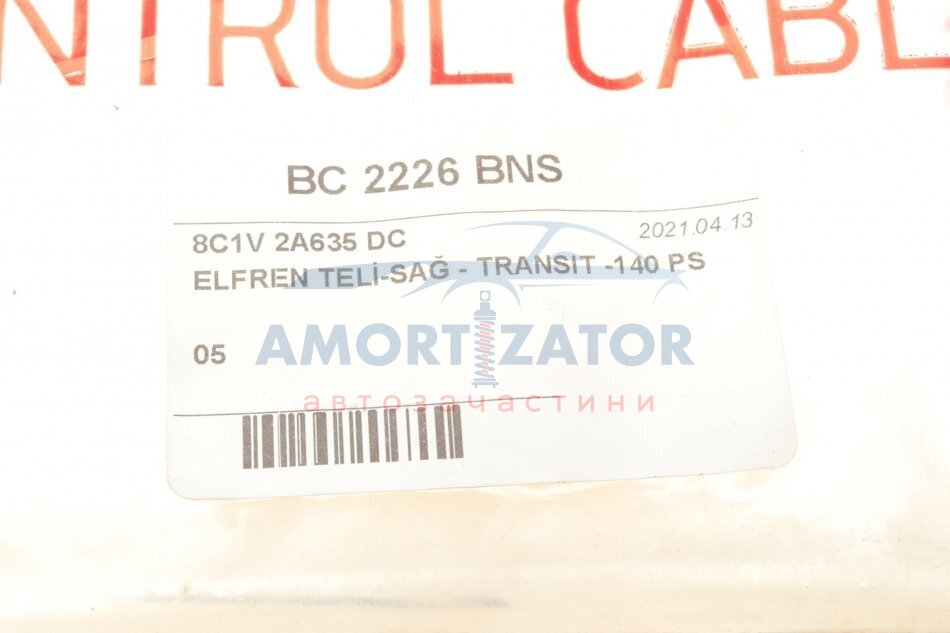 NTROL CABL
BC 2226 BNS
8C1V 2A635 DC
2021.04.13
ELFREN TELİ-SAĞ - TRANSIT -140 PS
05
AMORTIZATOR
автозачастини